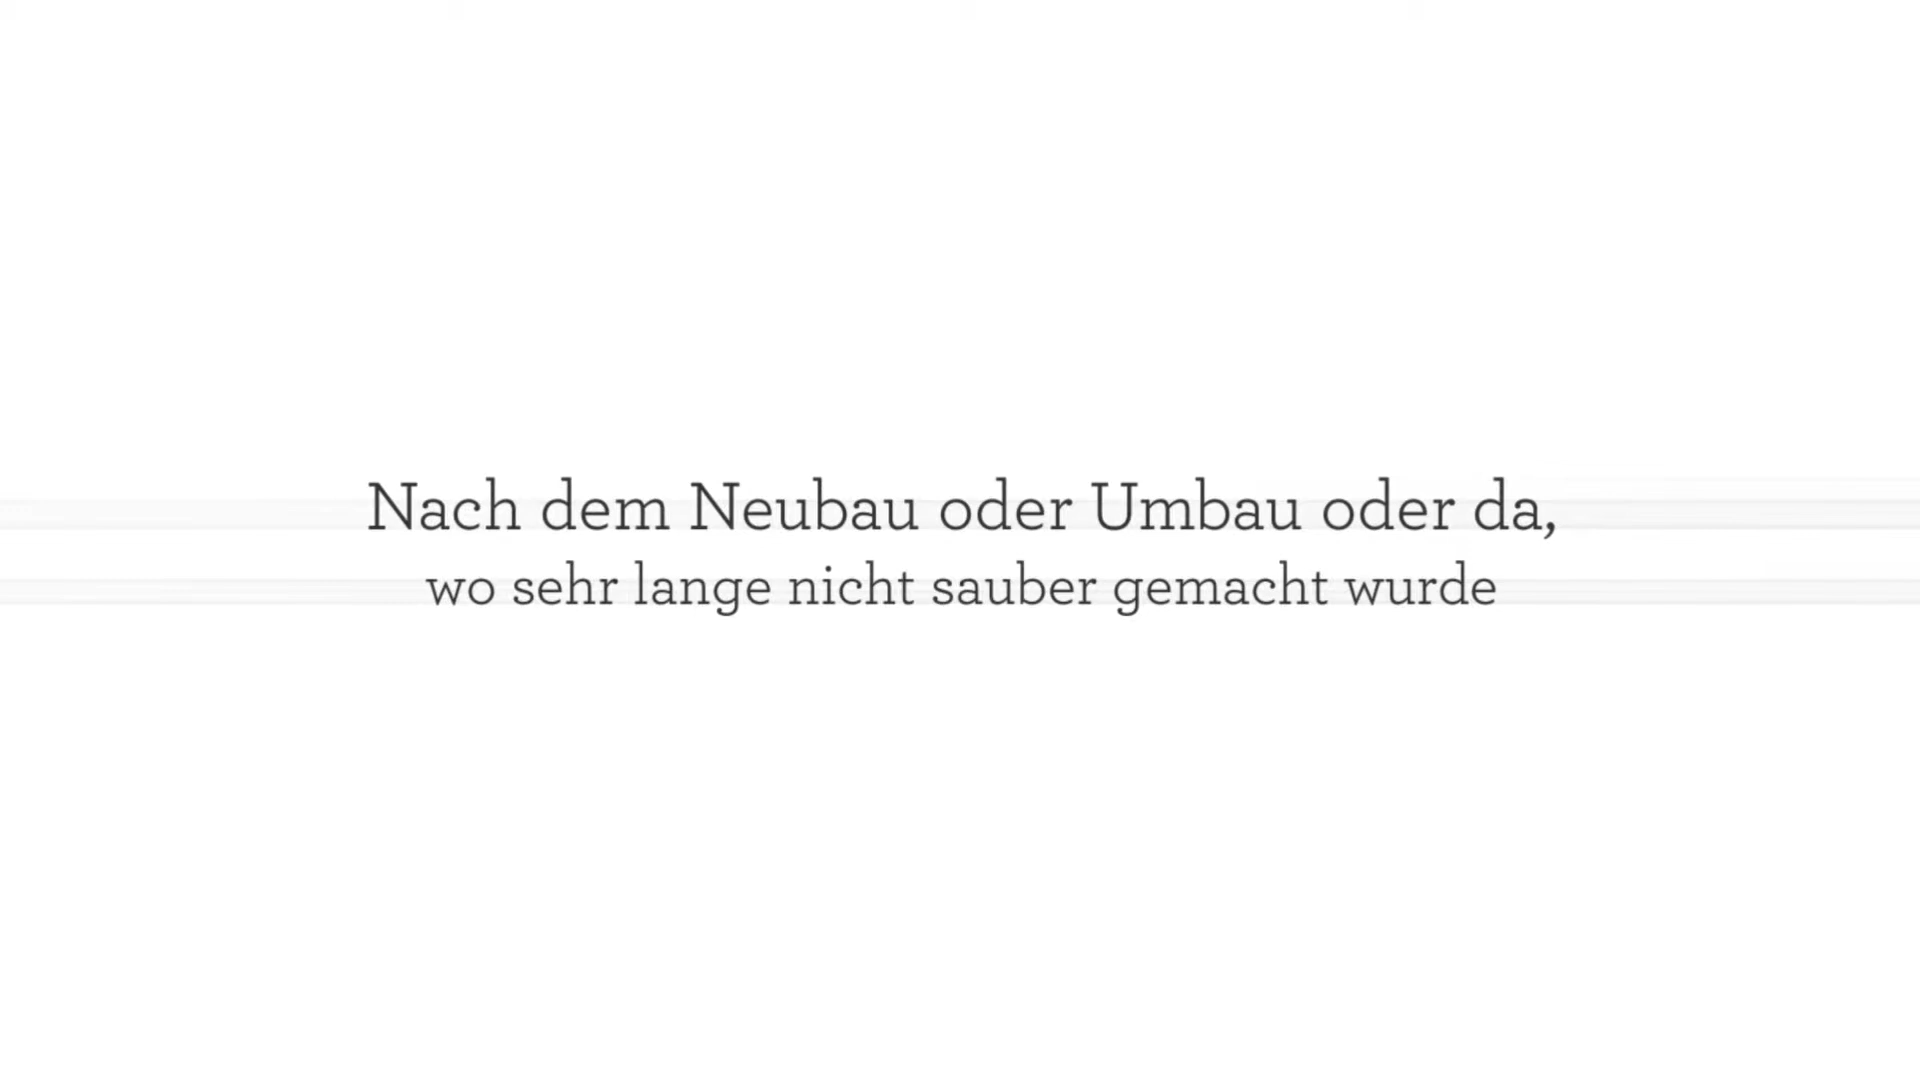 Nach dem Neubau oder Umbau oder da,
wo sehr lange nicht sauber gemacht wurde